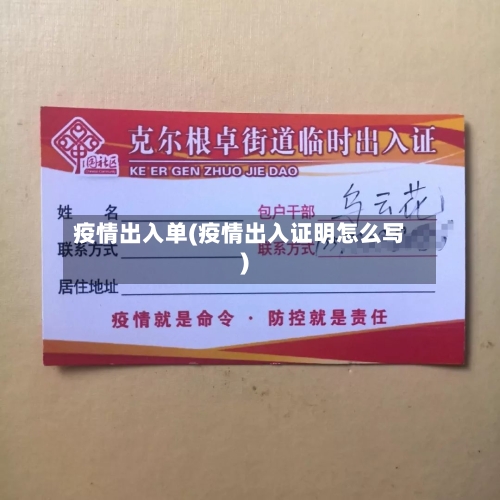 克尔根卓街道临时出入证
KE ER GEN ZHUO JIE DAO
姓 名 包户干部 乌云花
疫情出入单(疫情出入证明怎么写)
联系方式 联系方式
居住地址
疫情就是命令 · 防控就是责任